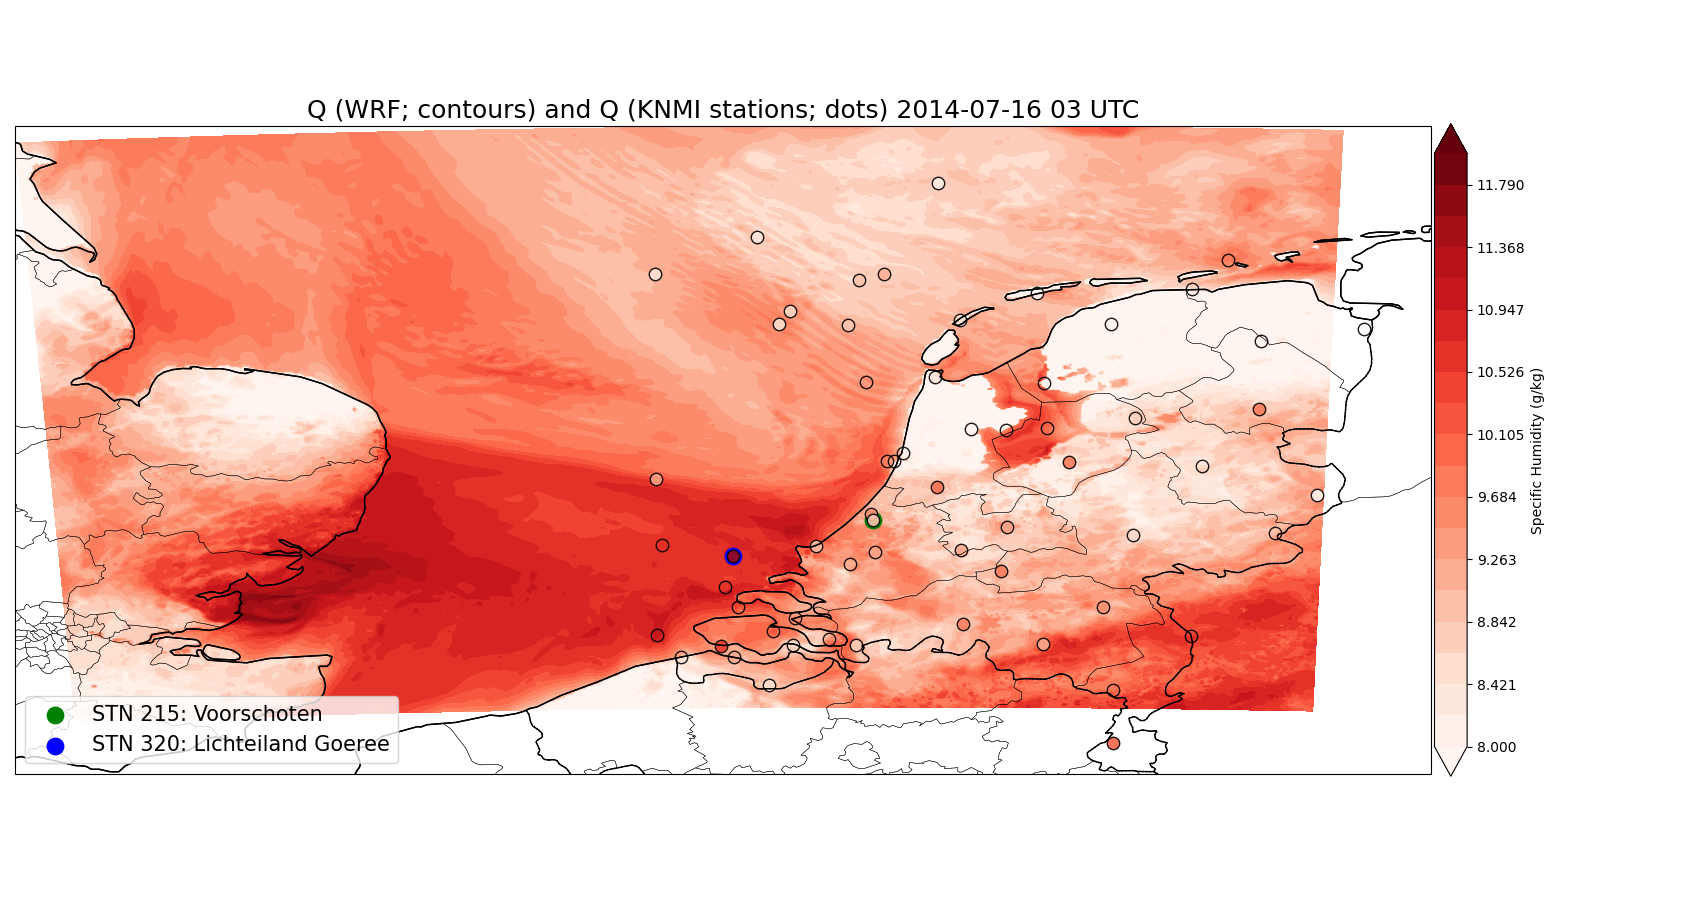 Q (WRF; contours) and Q (KNMI stations; dots) 2014-07-16 03 UTC
11.790
11.368
10.947
10.526
10.105
9.684
9.263
8.842
8.421
8.000
Specific Humidity (g/kg)
STN 215: Voorschoten
STN 320: Lichteiland Goeree